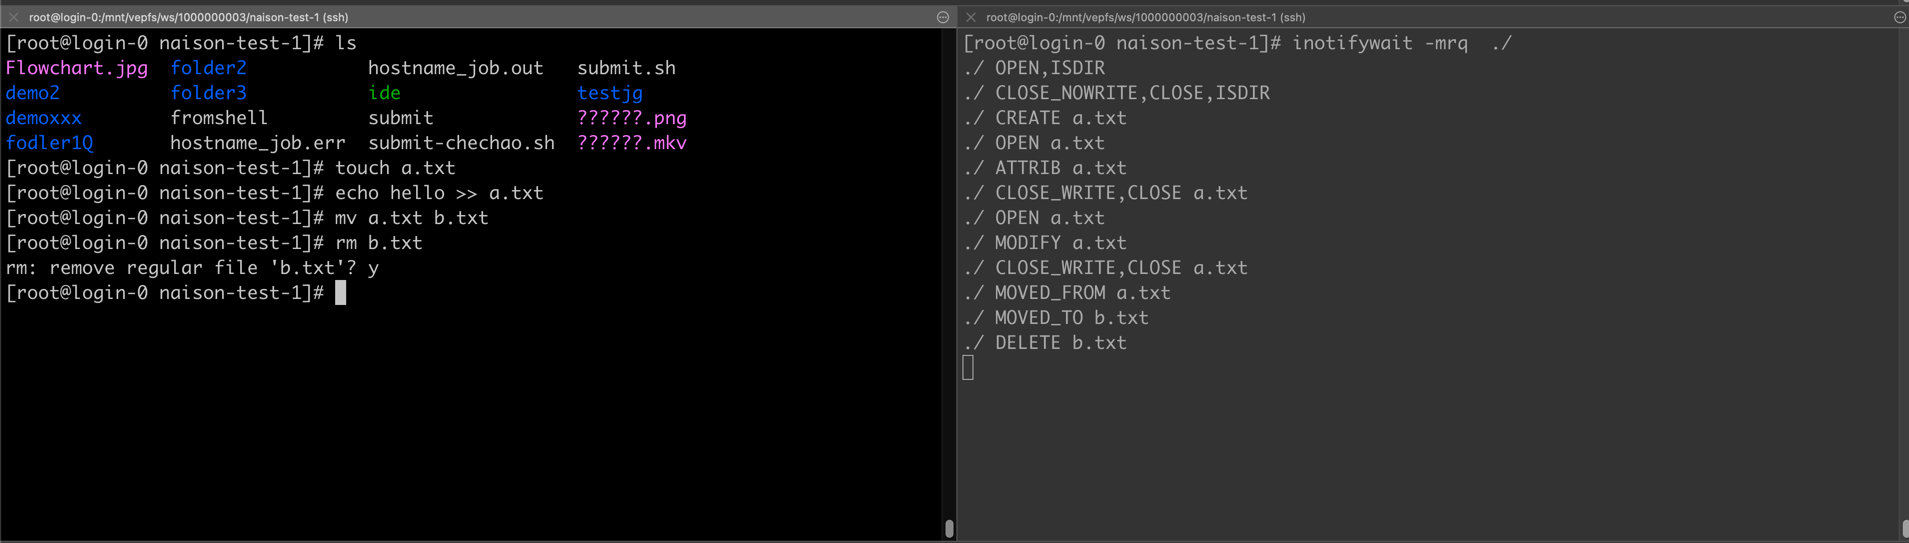 root@login-0:/mnt/vepfs/ws/1000000003/naison-test-1 (ssh)
[root@login-0 naison-test-1]# ls
Flowchart.jpg folder2 hostname_job.out submit.sh
demo2 folder3 ide testjg
demoxxx fromshell submit ??????.png
fodler1Q hostname_job.err submit-chechao.sh ??????.mkv
[root@login-0 naison-test-1]# touch a.txt
[root@login-0 naison-test-1]# echo hello >> a.txt
[root@login-0 naison-test-1]# mv a.txt b.txt
[root@login-0 naison-test-1]# rm b.txt
rm: remove regular file 'b.txt'? y
[root@login-0 naison-test-1]#
root@login-0:/mnt/vepfs/ws/1000000003/naison-test-1 (ssh)
[root@login-0 naison-test-1]# inotifywait -mrq ./
./ OPEN,ISDIR
./ CLOSE_NOWRITE,CLOSE,ISDIR
./ CREATE a.txt
./ OPEN a.txt
./ ATTRIB a.txt
./ CLOSE_WRITE,CLOSE a.txt
./ OPEN a.txt
./ MODIFY a.txt
./ CLOSE_WRITE,CLOSE a.txt
./ MOVED_FROM a.txt
./ MOVED_TO b.txt
./ DELETE b.txt